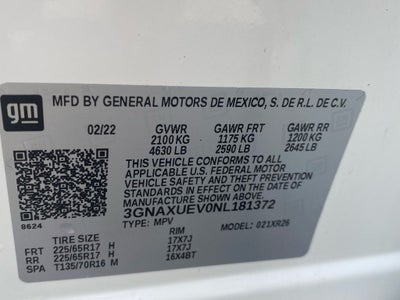 gm
MFD BY GENERAL MOTORS DE MEXICO, S. DE R.L. DE C.V.
02/22 GVWR GAWR FRT GAWR RR
2100 KG 1175 KG 1200 KG
4630 LB 2590 LB 2645 LB
THIS VEHICLE CONFORMS TO ALL
APPLICABLE U.S. FEDERAL MOTOR
VEHICLE SAFETY AND THEFT PREVENTION
STANDARDS IN EFFECT ON THE DATE OF
MANUFACTURE SHOWN ABOVE.
8624
3GNAXUEV0NL181372
TYPE: MPV MODEL: 021XR26
TIRE SIZE RIM
FRT 225/65R17 H 17X7J
RR 225/65R17 H 17X7J
SPA T135/70R16 M 16X4BT